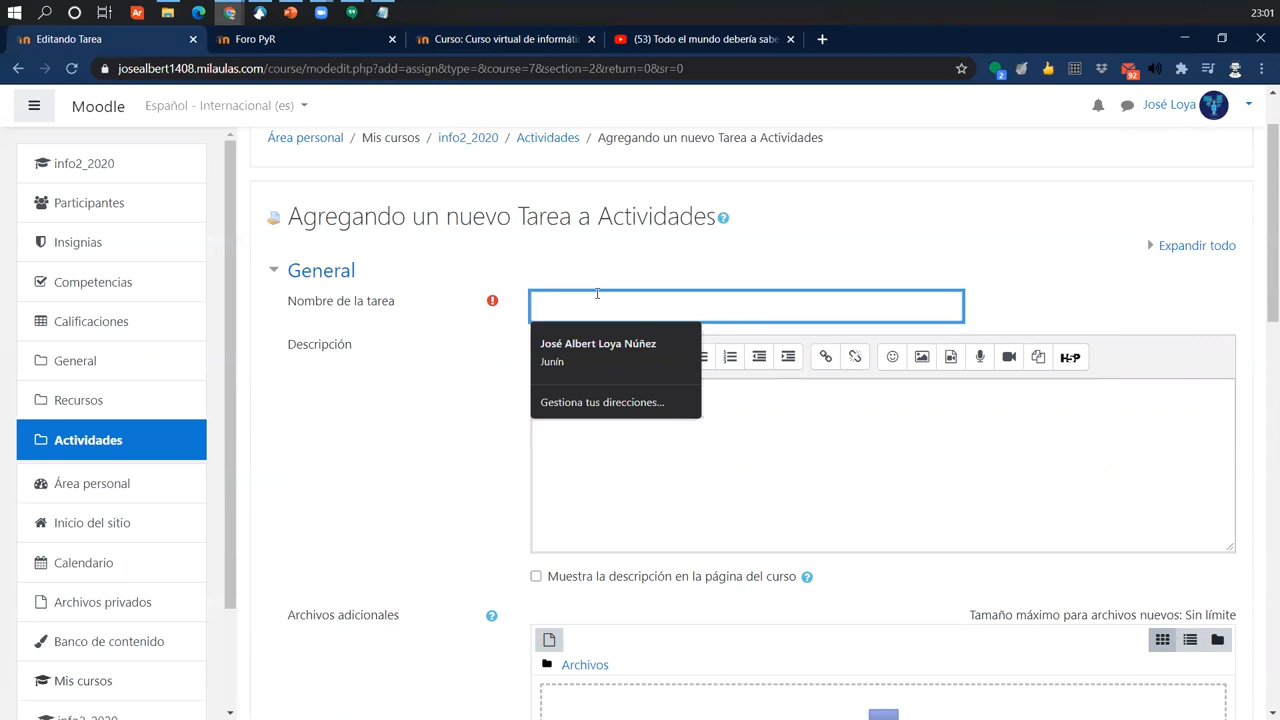 23:01
Editando Tarea
Foro PyR
Curso: Curso virtual de informáti
(53) Todo el mundo debería sabe
josealbert1408.milaulas.com/course/modedit.php?add=assign&type=&course=7&section=2&return=0&sr=0
2
92
Moodle
Español - Internacional (es)
José Loya
Área personal / Mis cursos / info2_2020 / Actividades / Agregando un nuevo Tarea a Actividades
info2_2020
Participantes
Insignias
Competencias
Calificaciones
General
Recursos
Actividades
Área personal
Inicio del sitio
Calendario
Archivos privados
Banco de contenido
Mis cursos
info2_2020
Agregando un nuevo Tarea a Actividades
Expandir todo
General
Nombre de la tarea
José Albert Loya Núñez
Junín
Gestiona tus direcciones...
Descripción
H-P
Muestra la descripción en la página del curso
Archivos adicionales
Tamaño máximo para archivos nuevos: Sin límite
Archivos